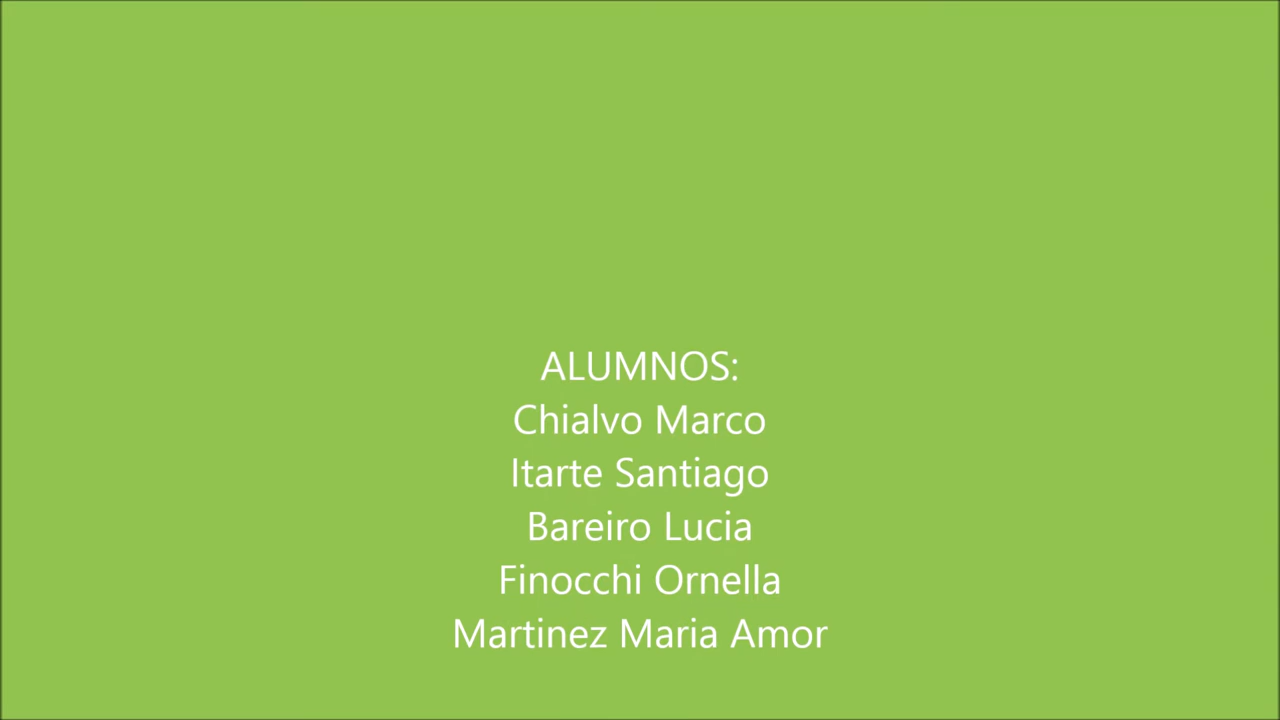 ALUMNOS:
Chialvo Marco
Itarte Santiago
Bareiro Lucia
Finocchi Ornella
Martinez Maria Amor